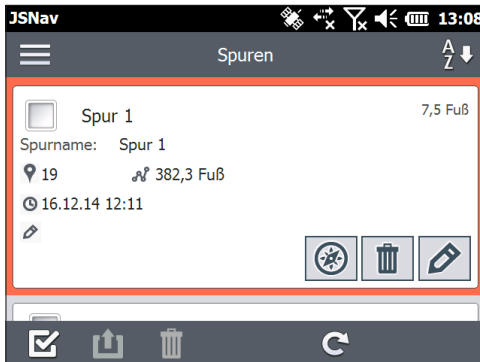 JSNav 13:08
Spuren A Z
Spur 1 7,5 Fuß
Spurname: Spur 1
19 382,3 Fuß
16.12.14 12:11